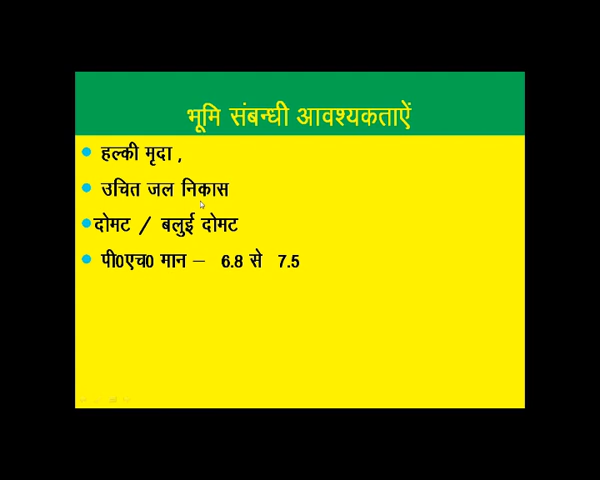 भूमि संबन्धी आवश्यकताऐं
हल्की मृदा ,
उचित जल निकास
दोमट / बलुई दोमट
पी0एच0 मान – 6.8 से 7.5